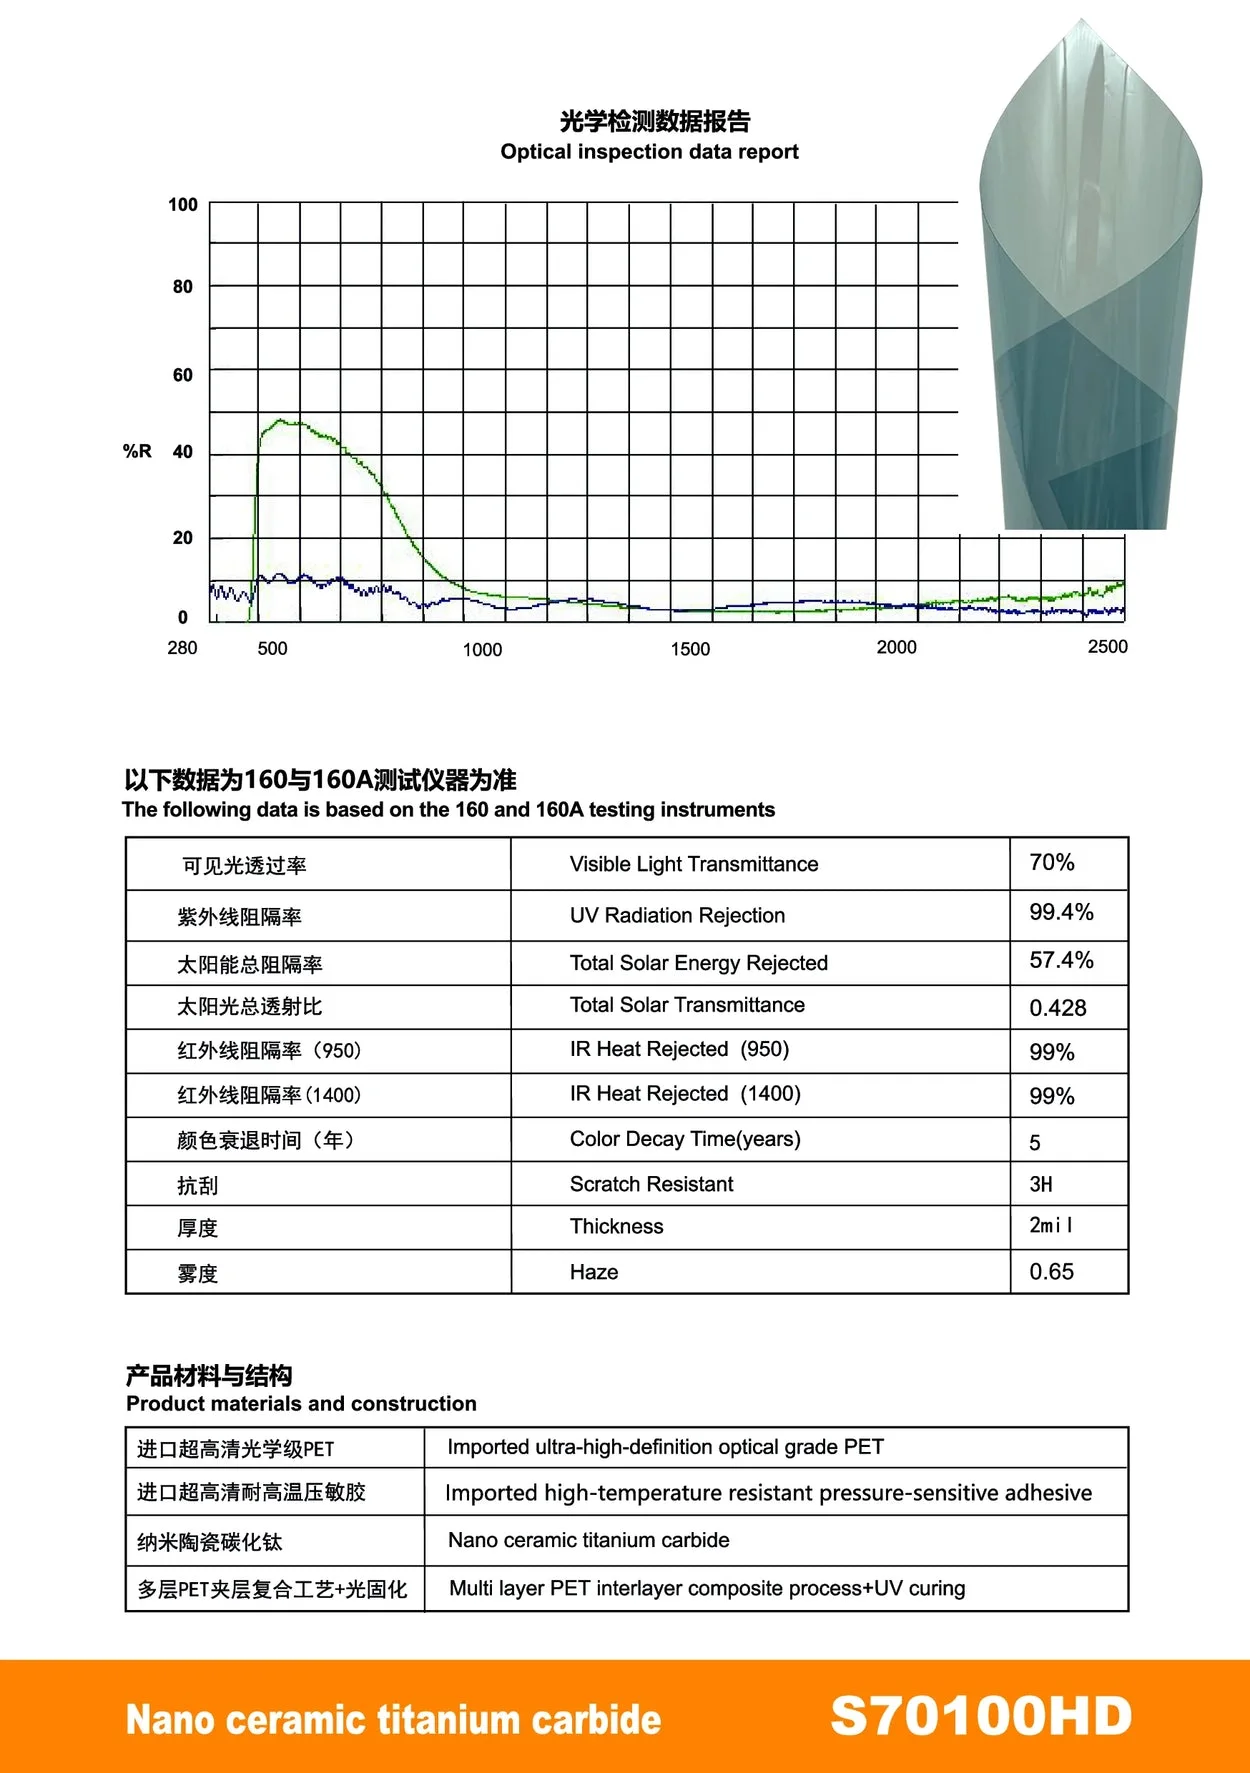 光学检测数据报告
Optical inspection data report
100
80
60
%R 40
20
0
280 500 1000 1500 2000 2500
以下数据为160与160A测试仪器为准
The following data is based on the 160 and 160A testing instruments
可见光透过率 Visible Light Transmittance 70%
紫外线阻隔率 UV Radiation Rejection 99.4%
太阳能总阻隔率 Total Solar Energy Rejected 57.4%
太阳光总透射比 Total Solar Transmittance 0.428
红外线阻隔率（950） IR Heat Rejected (950) 99%
红外线阻隔率(1400) IR Heat Rejected (1400) 99%
颜色衰退时间（年） Color Decay Time(years) 5
抗刮 Scratch Resistant 3H
厚度 Thickness 2mil
雾度 Haze 0.65
产品材料与结构
Product materials and construction
进口超高清光学级PET Imported ultra-high-definition optical grade PET
进口超高清耐高温压敏胶 Imported high-temperature resistant pressure-sensitive adhesive
纳米陶瓷碳化钛 Nano ceramic titanium carbide
多层PET夹层复合工艺+光固化 Multi layer PET interlayer composite process+UV curing
Nano ceramic titanium carbide S70100HD